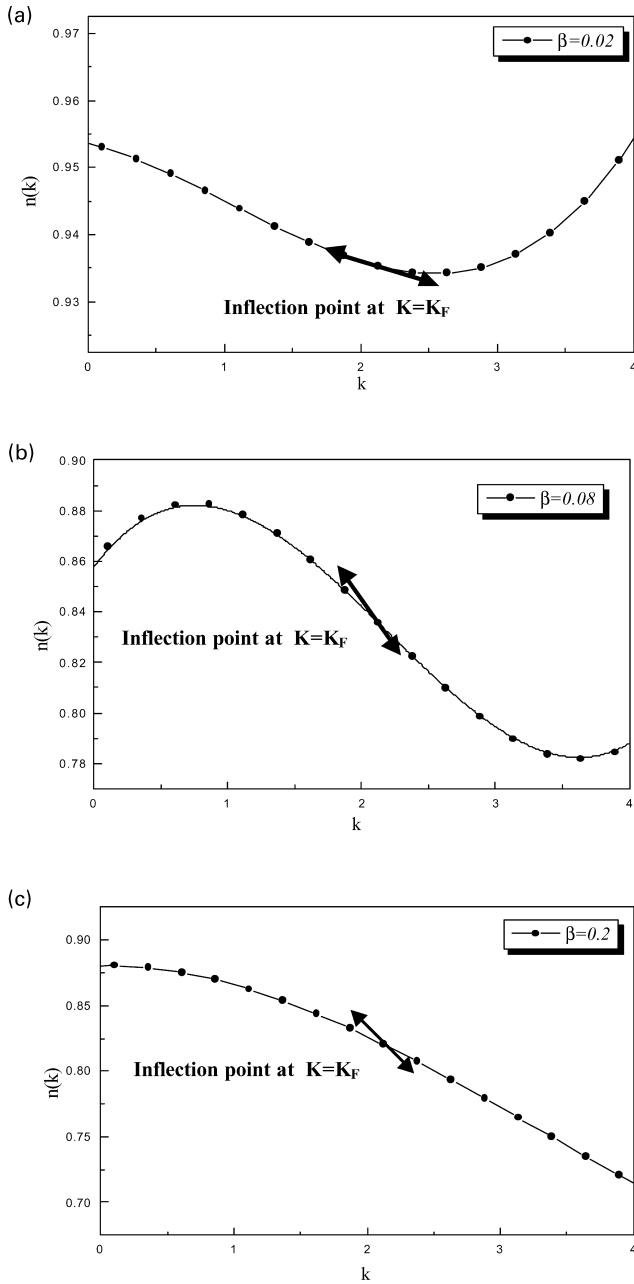 (a)
0.97
0.96
0.95
0.94
0.93
n(k)
β=0.02
Inflection point at K=KF
0 1 2 3 4
k
(b)
0.90
0.88
0.86
0.84
0.82
0.80
0.78
n(k)
β=0.08
Inflection point at K=KF
0 1 2 3 4
k
(c)
0.90
0.85
0.80
0.75
0.70
n(k)
β=0.2
Inflection point at K=KF
0 1 2 3 4
k